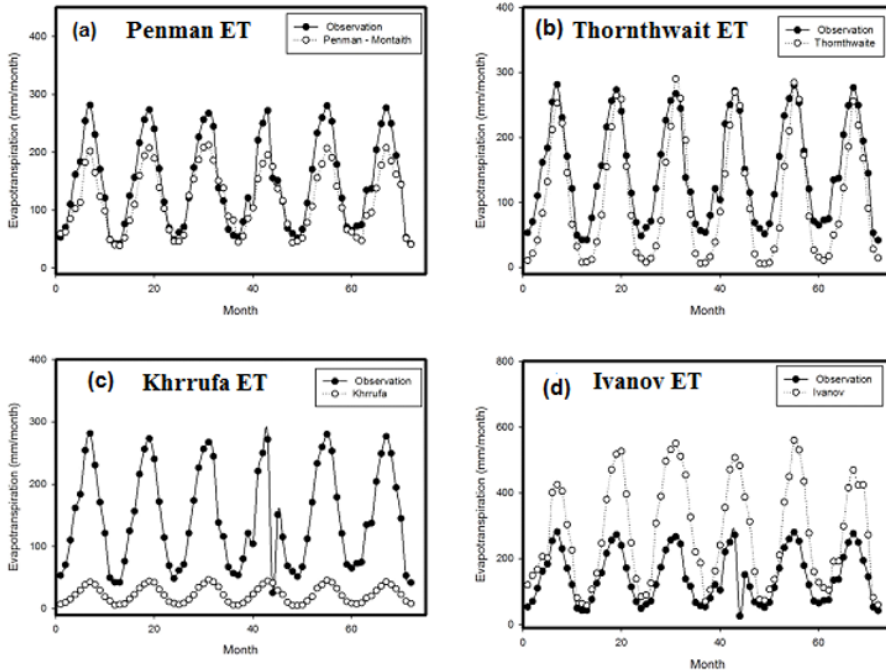 (a) Penman ET
Observation
Penman - Montaith
Evapotranspiration (mm/month)
400
300
200
100
0
0 20 40 60
Month
(b) Thornthwait ET
Observation
Thornthwaite
Evapotranspiration (mm/month)
400
300
200
100
0
0 20 40 60
Month
(c) Khrrufa ET
Observation
Khrrufa
Evapotranspiration (mm/month)
400
300
200
100
0
0 20 40 60
Month
(d) Ivanov ET
Observation
Ivanov
Evapotranspiration (mm/month)
800
600
400
200
0
0 20 40 60
Month